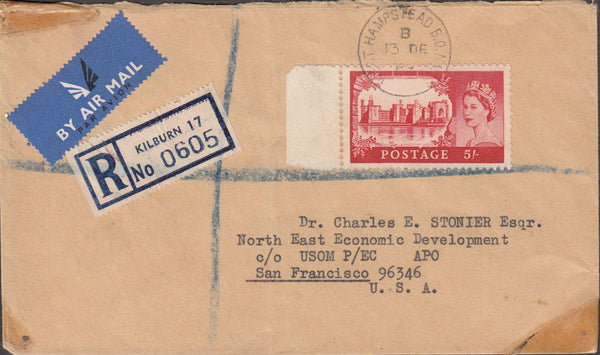 BY AIR MAIL
PAR AVION
R
KILBURN 17
No 0605
HAMPSTEAD B.O.
B
13 DE
POSTAGE 5/-
Dr. Charles E. STONIER Esqr.
North East Economic Development
c/o USOM P/EC APO
San Francisco 96346
U. S. A.